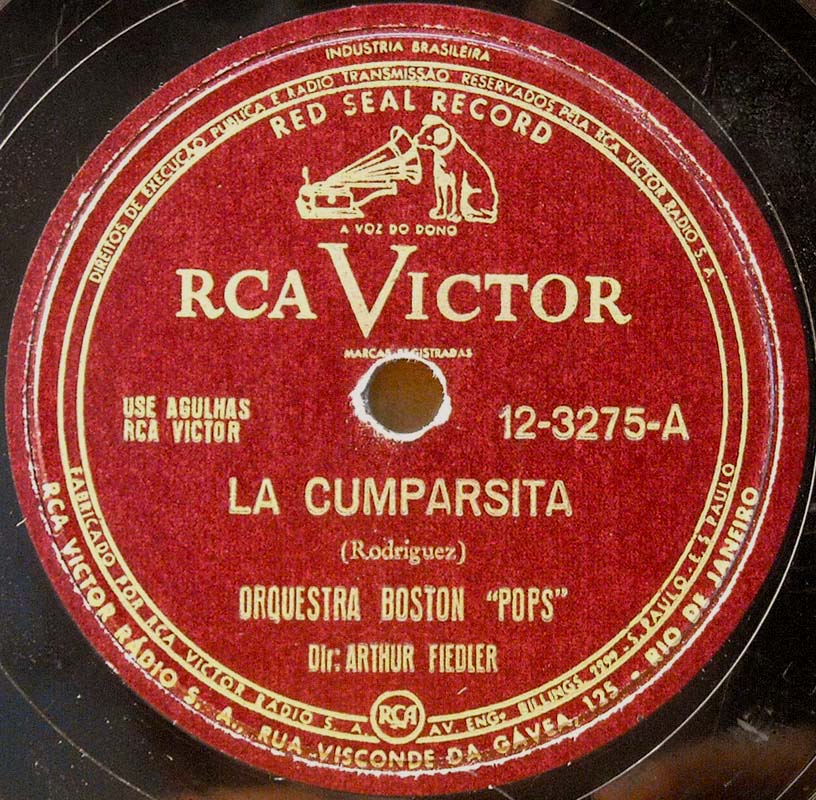 INDUSTRIA BRASILEIRA
DIREITOS DE EXECUÇÃO PUBLICA E RADIO TRANSMISSÃO RESERVADOS PELA RCA VICTOR RADIO S. A.
RED SEAL RECORD
A VOZ DO DONO
RCA VICTOR
MARCAS REGISTRADAS
USE AGULHAS
RCA VICTOR
12-3275-A
LA CUMPARSITA
(Rodriguez)
ORQUESTRA BOSTON "POPS"
Dir: ARTHUR FIEDLER
FABRICADO POR RCA VICTOR RADIO S. A. RCA AV. ENG. BILLINGS 2299 - S. PAULO - E. S. PAULO
RCA VICTOR RÁDIO S. A. RUA VISCONDE DA GÁVEA, 125 - RIO DE JANEIRO